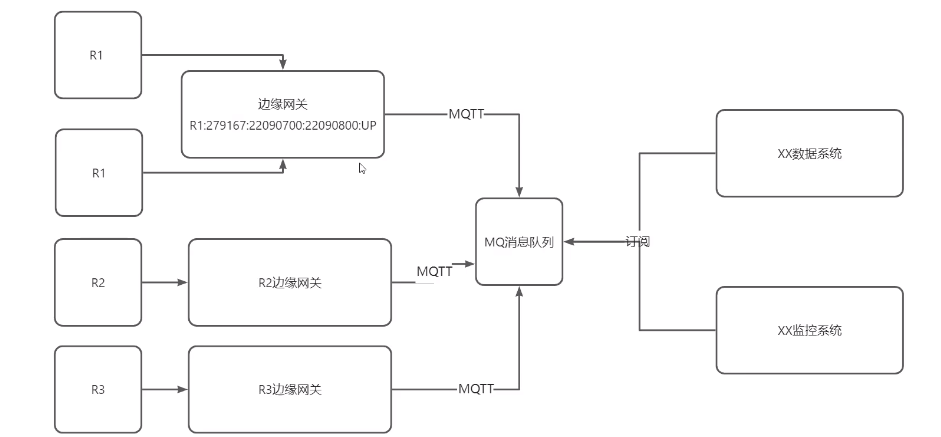 R1
边缘网关
R1:279167:22090700:22090800:UP
MQTT
R1
XX数据系统
MQ消息队列
订阅
R2
R2边缘网关
MQTT
XX监控系统
R3
R3边缘网关
MQTT